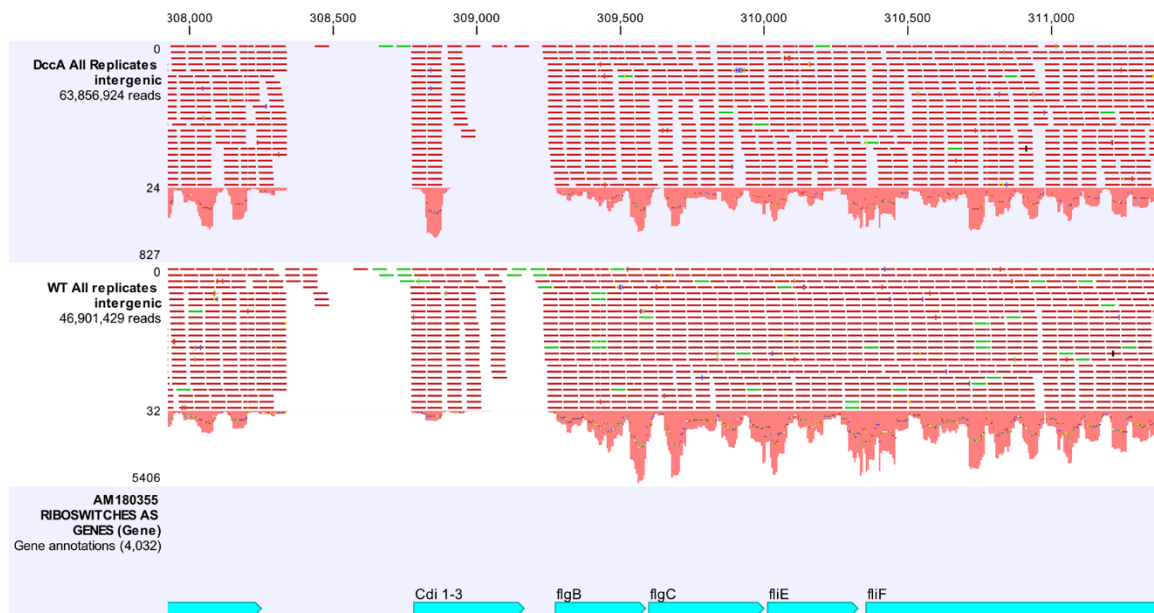 308,000 308,500 309,000 309,500 310,000 310,500 311,000
0
DccA All Replicates
intergenic
63,856,924 reads
24
827
0
WT All replicates
intergenic
46,901,429 reads
32
5406
AM180355
RIBOSWITCHES AS
GENES (Gene)
Gene annotations (4,032)
Cdi 1-3 flgB flgC fliE fliF